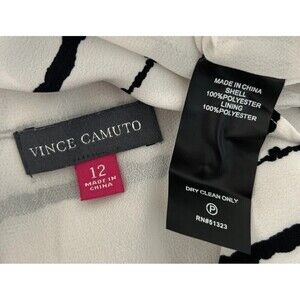 VINCE CAMUTO
12
MADE IN
CHINA
MADE IN CHINA
SHELL
100%POLYESTER
LINING
100%POLYESTER
DRY CLEAN ONLY
P
RN#51323